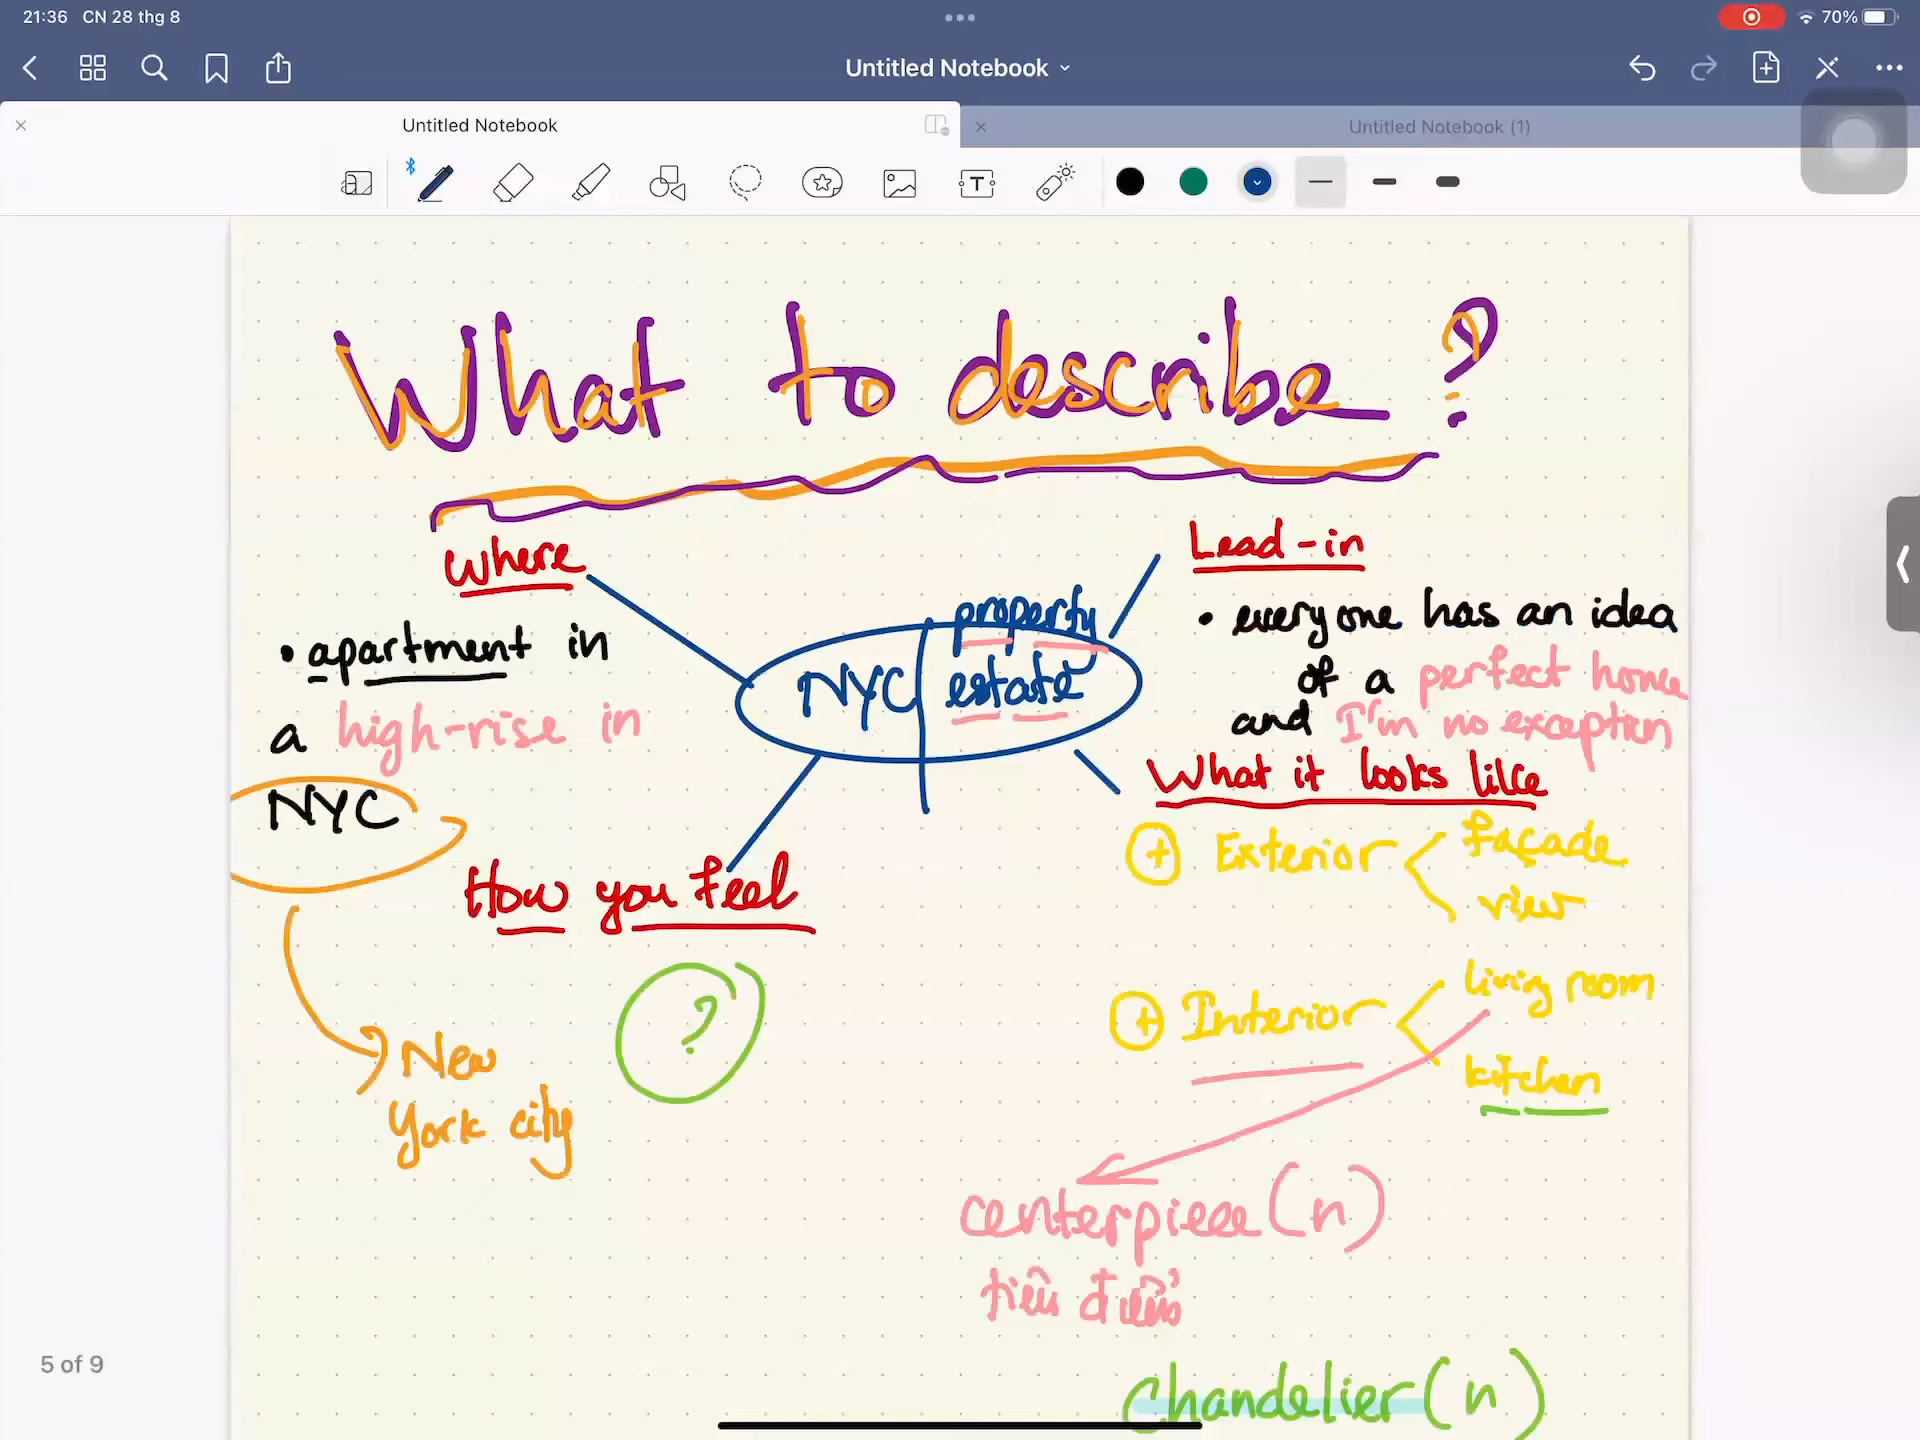 21:36 CN 28 thg 8
70%
Untitled Notebook
Untitled Notebook
Untitled Notebook (1)
What to describe ?
Where
• apartment in
a high-rise in
NYC
New
York city
NYC
property
estate
Lead-in
• everyone has an idea
of a perfect home
and I'm no exception
What it looks like
+ Exterior
façade
view
+ Interior
living room
kitchen
How you feel
?
centerpiece (n)
tiêu điểm
chandelier (n)
5 of 9